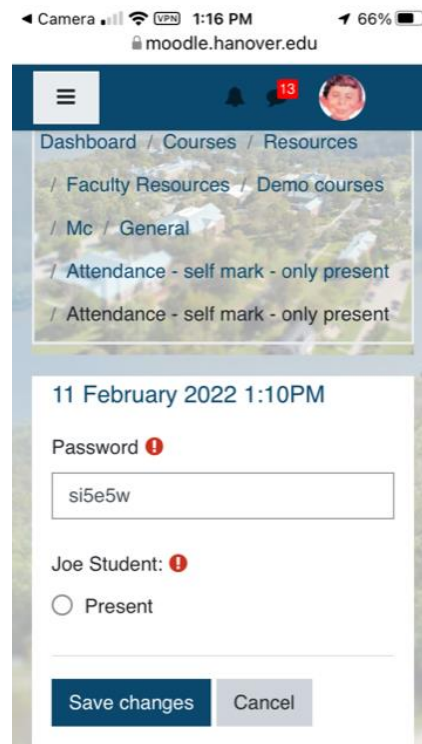 Camera VPN 1:16 PM 66%
moodle.hanover.edu
13
Dashboard / Courses / Resources
/ Faculty Resources / Demo courses
/ Mc / General
/ Attendance - self mark - only present
/ Attendance - self mark - only present
11 February 2022 1:10PM
Password
si5e5w
Joe Student:
Present
Save changes Cancel